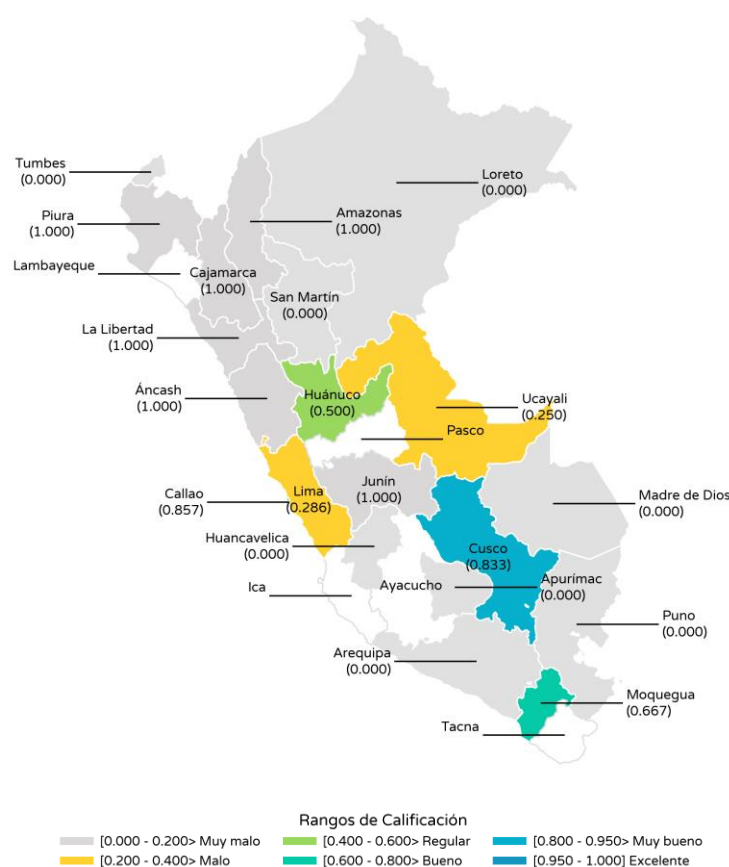 Tumbes
(0.000)
Loreto
(0.000)
Piura
(1.000)
Amazonas
(1.000)
Lambayeque
Cajamarca
(1.000)
San Martín
(0.000)
La Libertad
(1.000)
Áncash
(1.000)
Huánuco
(0.500)
Ucayali
(0.250)
Pasco
Callao
(0.857)
Lima
(0.286)
Junín
(1.000)
Madre de Dios
(0.000)
Huancavelica
(0.000)
Cusco
(0.833)
Ica
Ayacucho
Apurímac
(0.000)
Puno
(0.000)
Arequipa
(0.000)
Moquegua
(0.667)
Tacna
Rangos de Calificación
[0.000 - 0.200> Muy malo
[0.400 - 0.600> Regular
[0.800 - 0.950> Muy bueno
[0.200 - 0.400> Malo
[0.600 - 0.800> Bueno
[0.950 - 1.000] Excelente